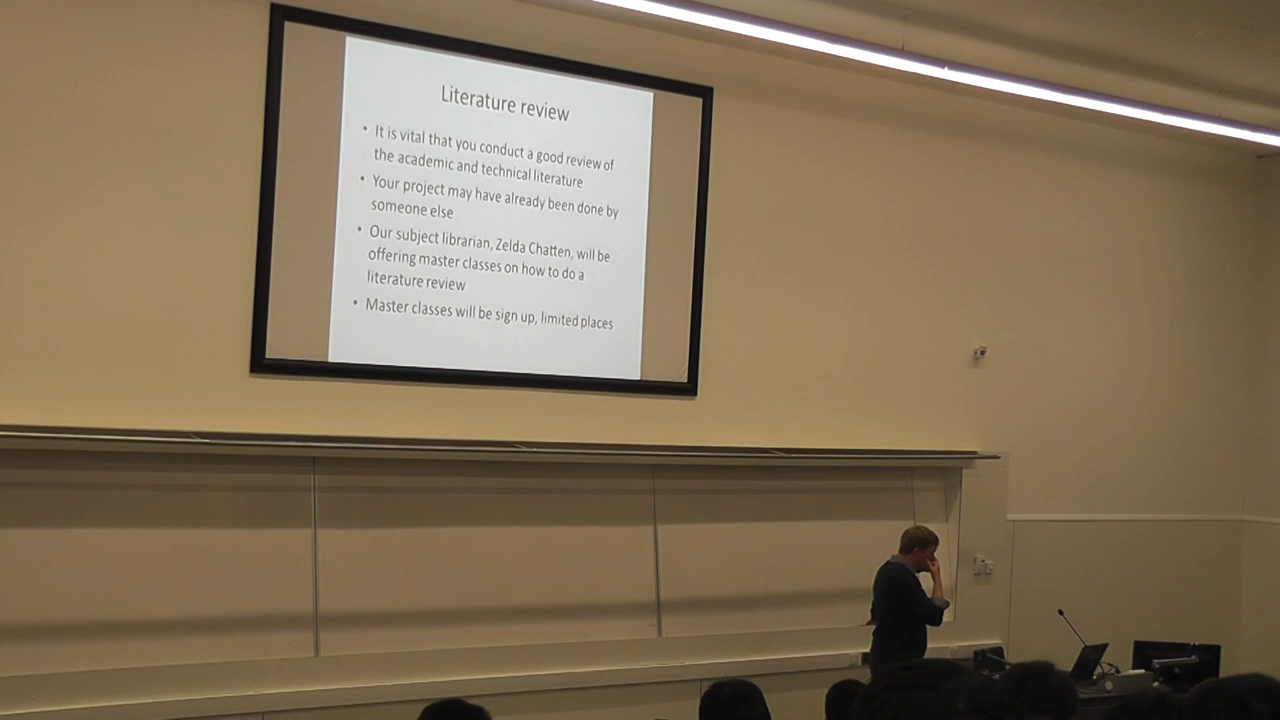 Literature review
• It is vital that you conduct a good review of
the academic and technical literature
• Your project may have already been done by
someone else
• Our subject librarian, Zelda Chatten, will be
offering master classes on how to do a
literature review
• Master classes will be sign up, limited places